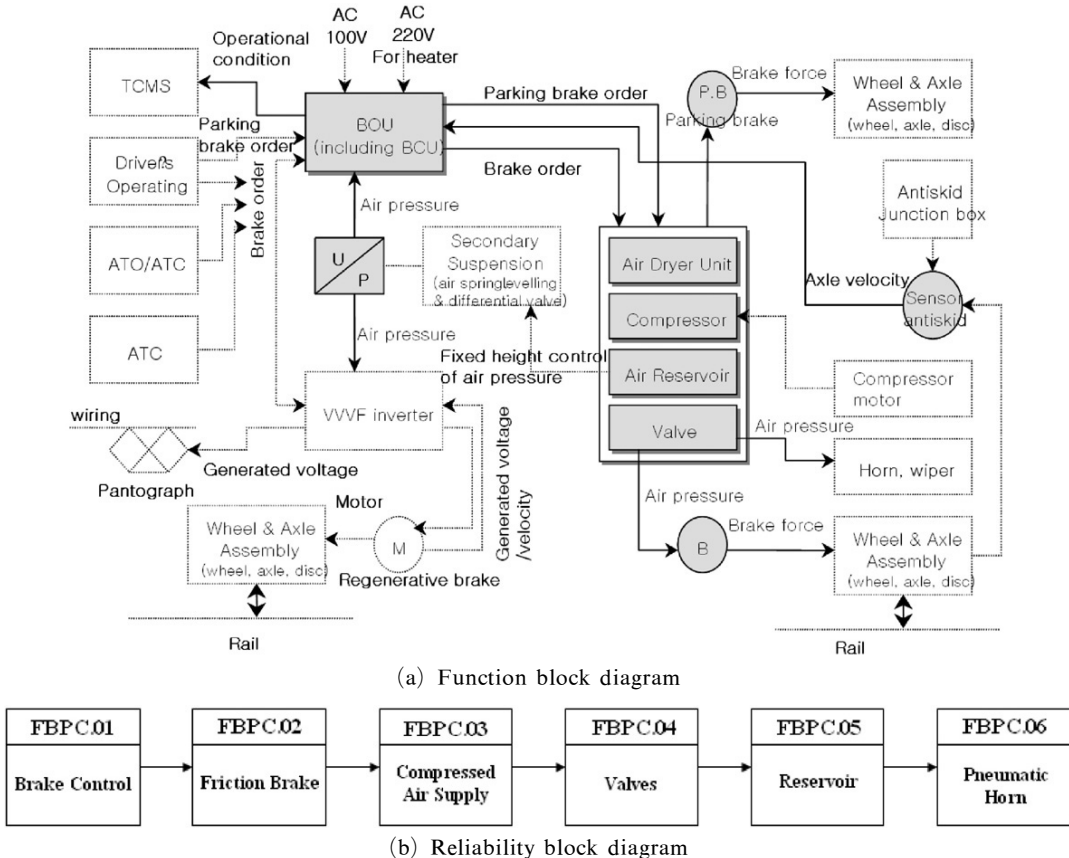 AC
100V
AC
220V
For heater
Operational
condition
TCMS
BOU
(including BCU)
Parking brake order
P.B
Brake force
Parking brake
Wheel & Axle
Assembly
(wheel, axle, disc)
Parking
brake order
Driver's
Operating
Brake order
Brake order
Air pressure
Antiskid
Junction box
ATO/ATC
U
P
Secondary
Suspension
(air springlevelling
& differential valve)
Air Dryer Unit
Axle velocity
Sensor
antiskid
ATC
Air pressure
Compressor
Fixed height control
of air pressure
Air Reservoir
Compressor
motor
wiring
VVVF inverter
Valve
Air pressure
Horn, wiper
Generated voltage
Pantograph
Generated voltage
/velocity
Air pressure
Motor
Wheel & Axle
Assembly
(wheel, axle, disc)
M
Regenerative brake
B
Brake force
Wheel & Axle
Assembly
(wheel, axle, disc)
Rail
Rail
(a) Function block diagram
FBPC.01
Brake Control
FBPC.02
Friction Brake
FBPC.03
Compressed
Air Supply
FBPC.04
Valves
FBPC.05
Reservoir
FBPC.06
Pneumatic
Horn
(b) Reliability block diagram